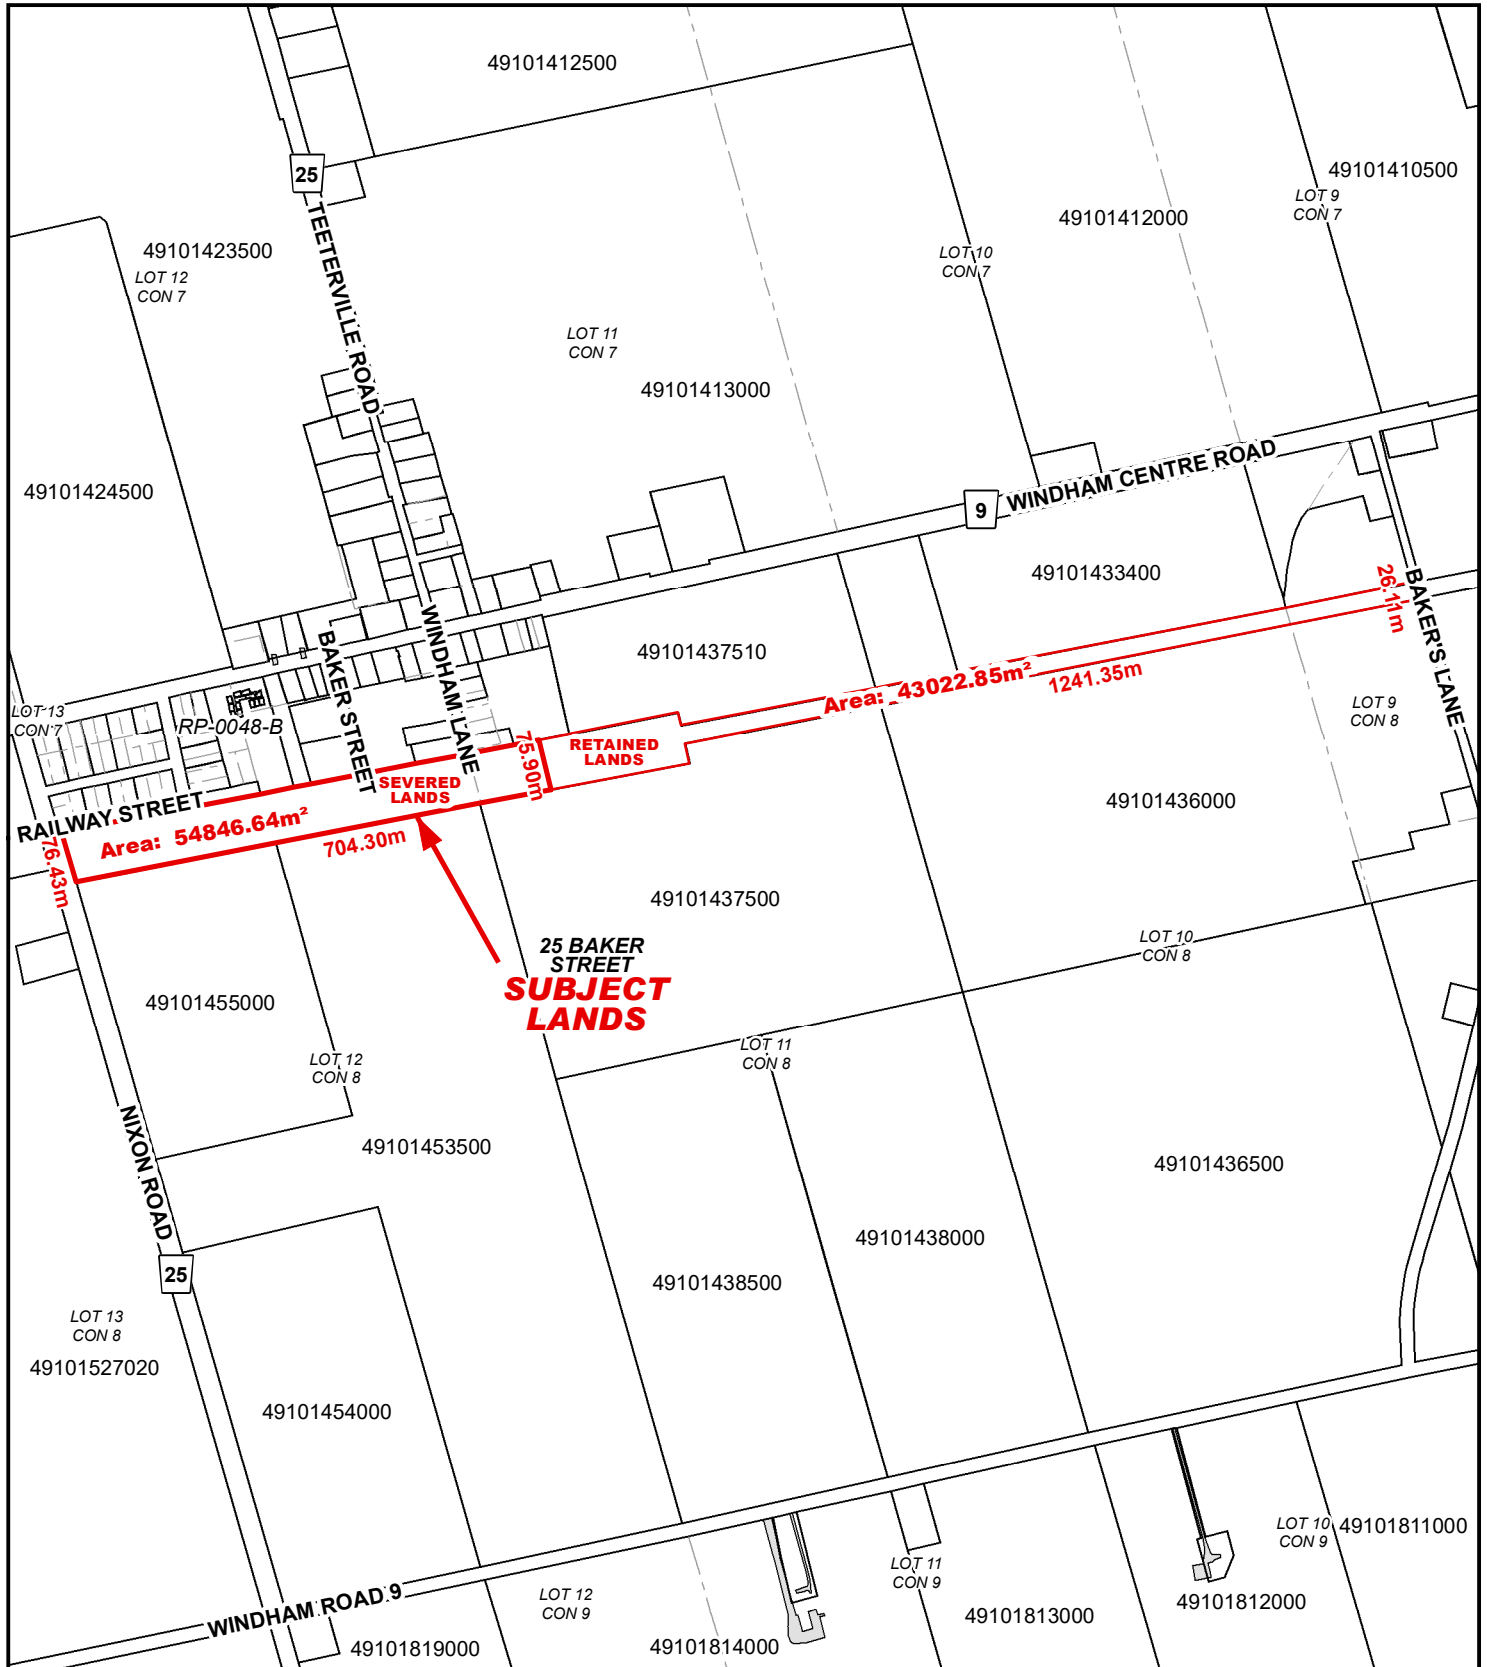 49101412500
25
TEETERVILLE ROAD
49101410500
LOT 9
CON 7
49101412000
49101423500
LOT 12
CON 7
LOT 10
CON 7
LOT 11
CON 7
49101413000
49101424500
9
WINDHAM CENTRE ROAD
49101433400
26.11m
BAKER'S LANE
WINDHAM LANE
BAKER STREET
49101437510
Area: 43022.85m²
1241.35m
LOT 13
CON 7
RP-0048-B
LOT 9
CON 8
75.90m
RETAINED
LANDS
SEVERED
LANDS
RAILWAY STREET
Area: 54846.64m²
704.30m
76.43m
49101436000
49101437500
25 BAKER
STREET
SUBJECT
LANDS
LOT 10
CON 8
49101455000
LOT 12
CON 8
LOT 11
CON 8
49101453500
NIXON ROAD
49101436500
25
49101438000
49101438500
LOT 13
CON 8
49101527020
49101454000
LOT 10
CON 9
49101811000
LOT 11
CON 9
LOT 12
CON 9
WINDHAM ROAD 9
49101812000
49101813000
49101819000
49101814000